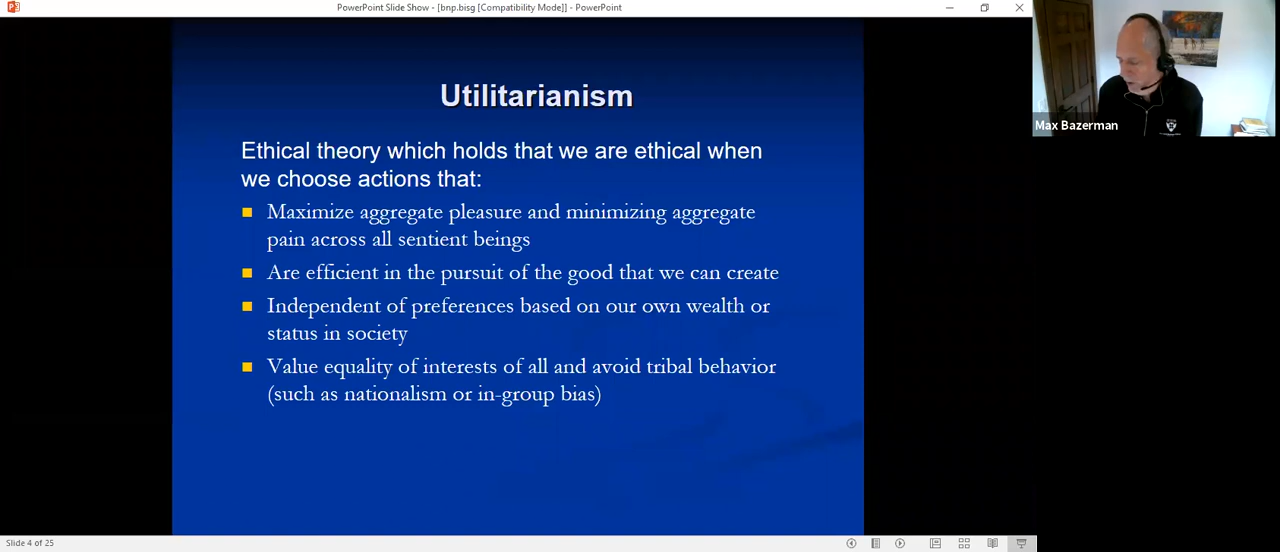 PowerPoint Slide Show - [bnp.bisg [Compatibility Mode]] - PowerPoint
Utilitarianism
Ethical theory which holds that we are ethical when
we choose actions that:
Maximize aggregate pleasure and minimizing aggregate
pain across all sentient beings
Are efficient in the pursuit of the good that we can create
Independent of preferences based on our own wealth or
status in society
Value equality of interests of all and avoid tribal behavior
(such as nationalism or in-group bias)
Max Bazerman
Slide 4 of 25